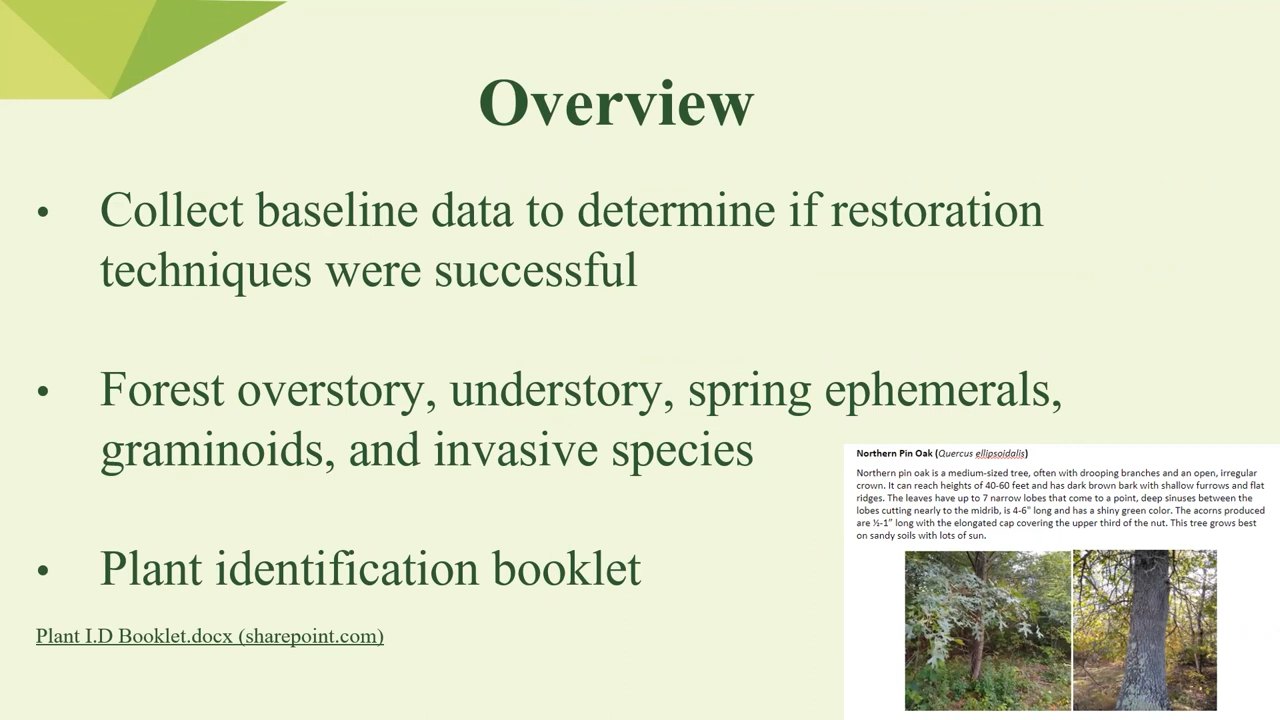 Overview
• Collect baseline data to determine if restoration
techniques were successful
• Forest overstory, understory, spring ephemerals,
graminoids, and invasive species
• Plant identification booklet
Plant I.D Booklet.docx (sharepoint.com)
Northern Pin Oak (Quercus ellipsoidalis)
Northern pin oak is a medium-sized tree, often with drooping branches and an open, irregular
crown. It can reach heights of 40-60 feet and has dark brown bark with shallow furrows and flat
ridges. The leaves have up to 7 narrow lobes that come to a point, deep sinuses between the
lobes cutting nearly to the midrib, is 4-6" long and has a shiny green color. The acorns produced
are ½-1” long with the elongated cap covering the upper third of the nut. This tree grows best
on sandy soils with lots of sun.